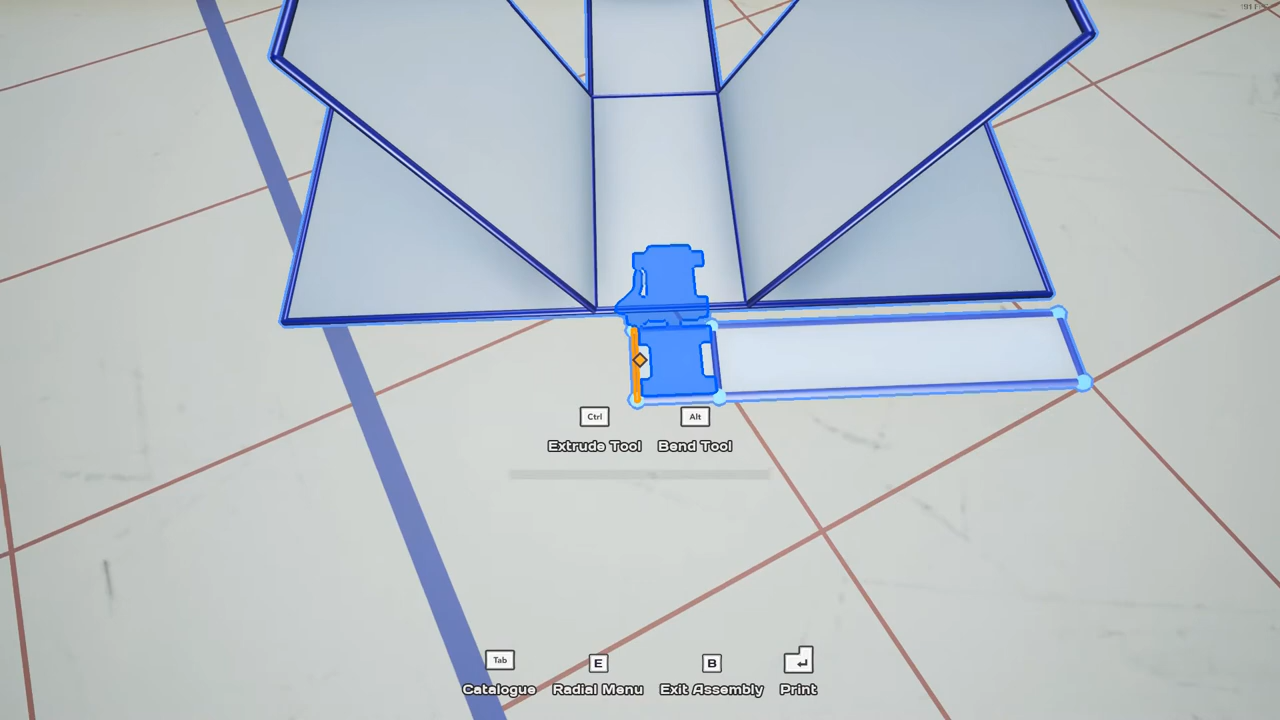 Ctrl Alt
Extrude Tool Bend Tool
Tab E B
Catalogue Radial Menu Exit Assembly Print